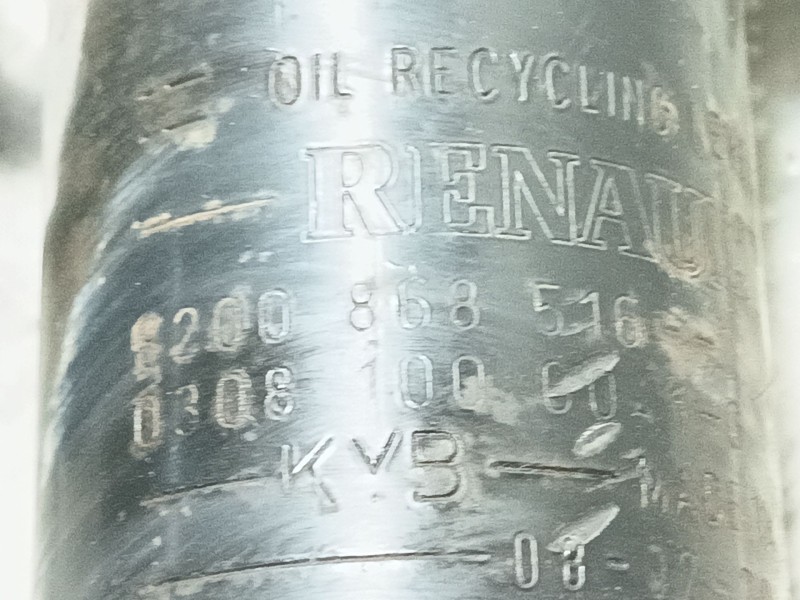 OIL RECYCLING
RENAU
8200 868 516
0308 100
KYB
08-